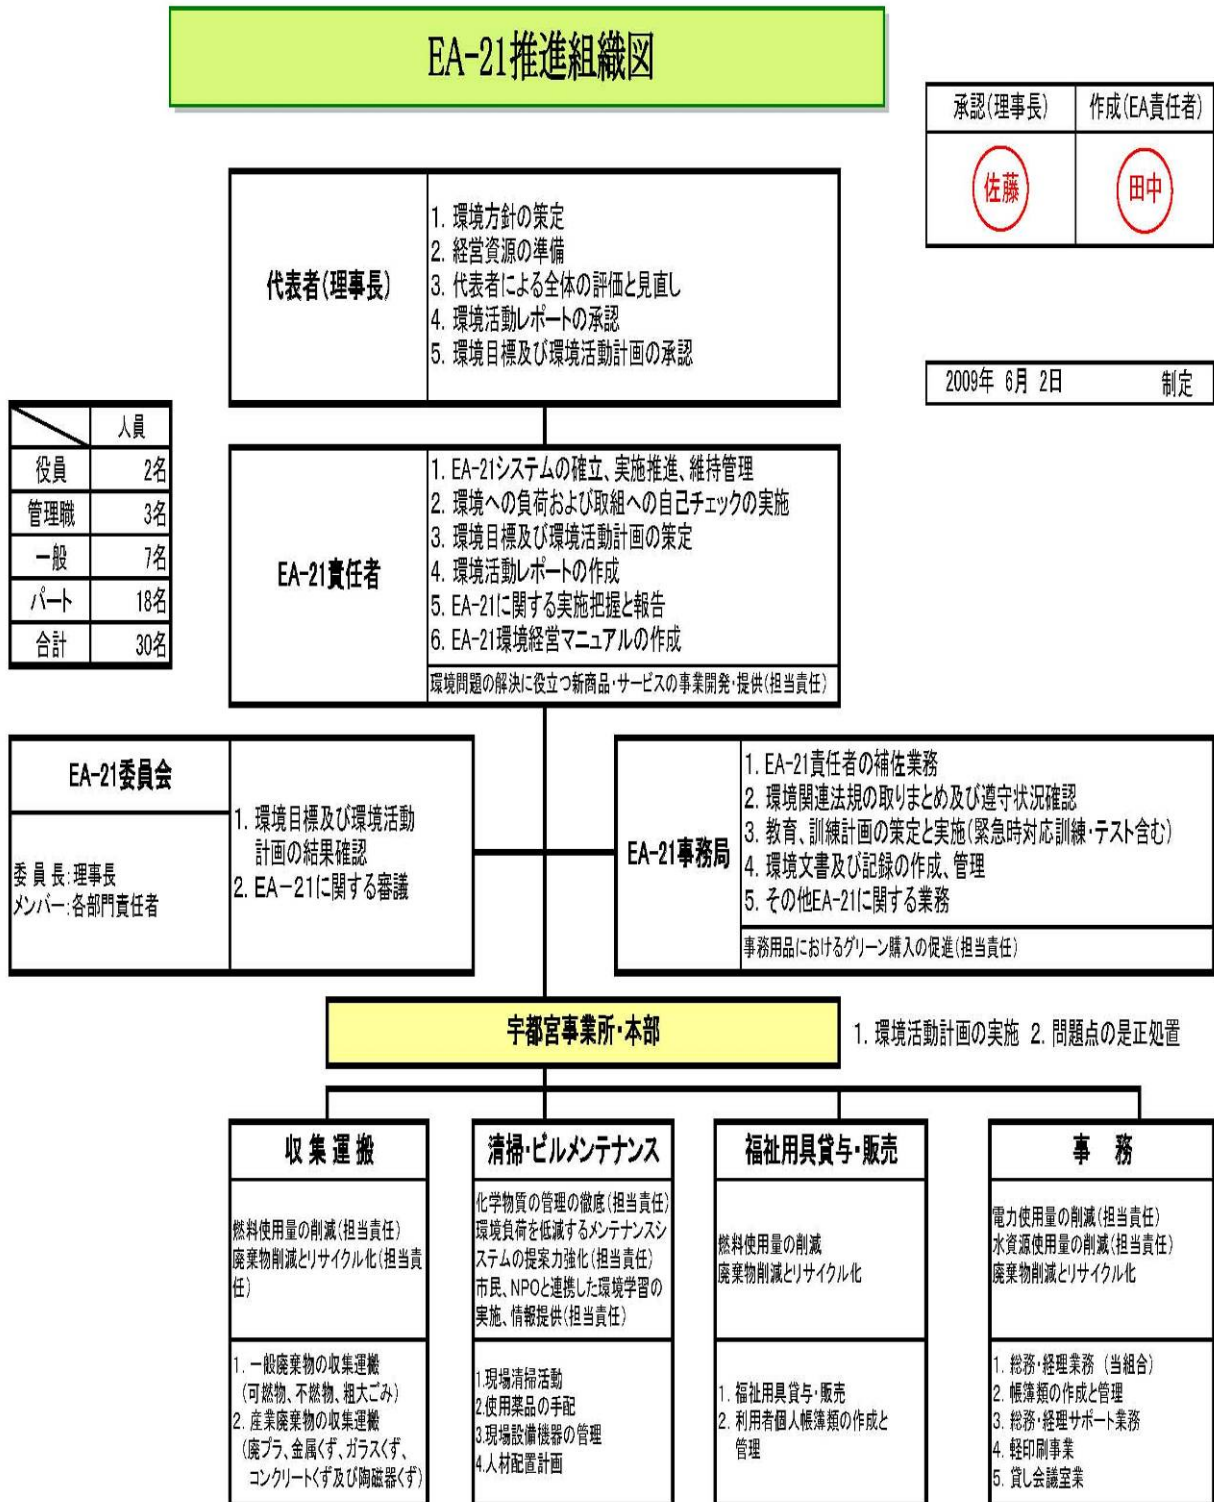 EA-21推進組織図
承認(理事長) 作成(EA責任者)
佐藤 田中
2009年 6月 2日 制定
代表者(理事長)
1. 環境方針の策定
2. 経営資源の準備
3. 代表者による全体の評価と見直し
4. 環境活動レポートの承認
5. 環境目標及び環境活動計画の承認
人員
役員 2名
管理職 3名
一般 7名
パート 18名
合計 30名
EA-21責任者
1. EA-21システムの確立、実施推進、維持管理
2. 環境への負荷および取組への自己チェックの実施
3. 環境目標及び環境活動計画の策定
4. 環境活動レポートの作成
5. EA-21に関する実施把握と報告
6. EA-21環境経営マニュアルの作成
環境問題の解決に役立つ新商品・サービスの事業開発・提供(担当責任)
EA-21委員会
委 員 長:理事長
メンバー:各部門責任者
1. 環境目標及び環境活動
計画の結果確認
2. EA－21に関する審議
EA-21事務局
1. EA-21責任者の補佐業務
2. 環境関連法規の取りまとめ及び遵守状況確認
3. 教育、訓練計画の策定と実施(緊急時対応訓練・テスト含む)
4. 環境文書及び記録の作成、管理
5. その他EA-21に関する業務
事務用品におけるグリーン購入の促進(担当責任)
宇都宮事業所・本部
1. 環境活動計画の実施 2. 問題点の是正処置
収 集 運 搬
燃料使用量の削減(担当責任)
廃棄物削減とリサイクル化(担当責
任)
1. 一般廃棄物の収集運搬
(可燃物、不燃物、粗大ごみ)
2. 産業廃棄物の収集運搬
(廃プラ、金属くず、ガラスくず、
コンクリートくず及び陶磁器くず)
清掃・ビルメンテナンス
化学物質の管理の徹底(担当責任)
環境負荷を低減するメンテナンスシ
ステムの提案力強化(担当責任)
市民、NPOと連携した環境学習の
実施、情報提供(担当責任)
1.現場清掃活動
2.使用薬品の手配
3.現場設備機器の管理
4.人材配置計画
福祉用具貸与・販売
燃料使用量の削減
廃棄物削減とリサイクル化
1. 福祉用具貸与・販売
2. 利用者個人帳簿類の作成と
管理
事 務
電力使用量の削減(担当責任)
水資源使用量の削減(担当責任)
廃棄物削減とリサイクル化
1. 総務・経理業務 (当組合)
2. 帳簿類の作成と管理
3. 総務・経理サポート業務
4. 軽印刷事業
5. 貸し会議室業